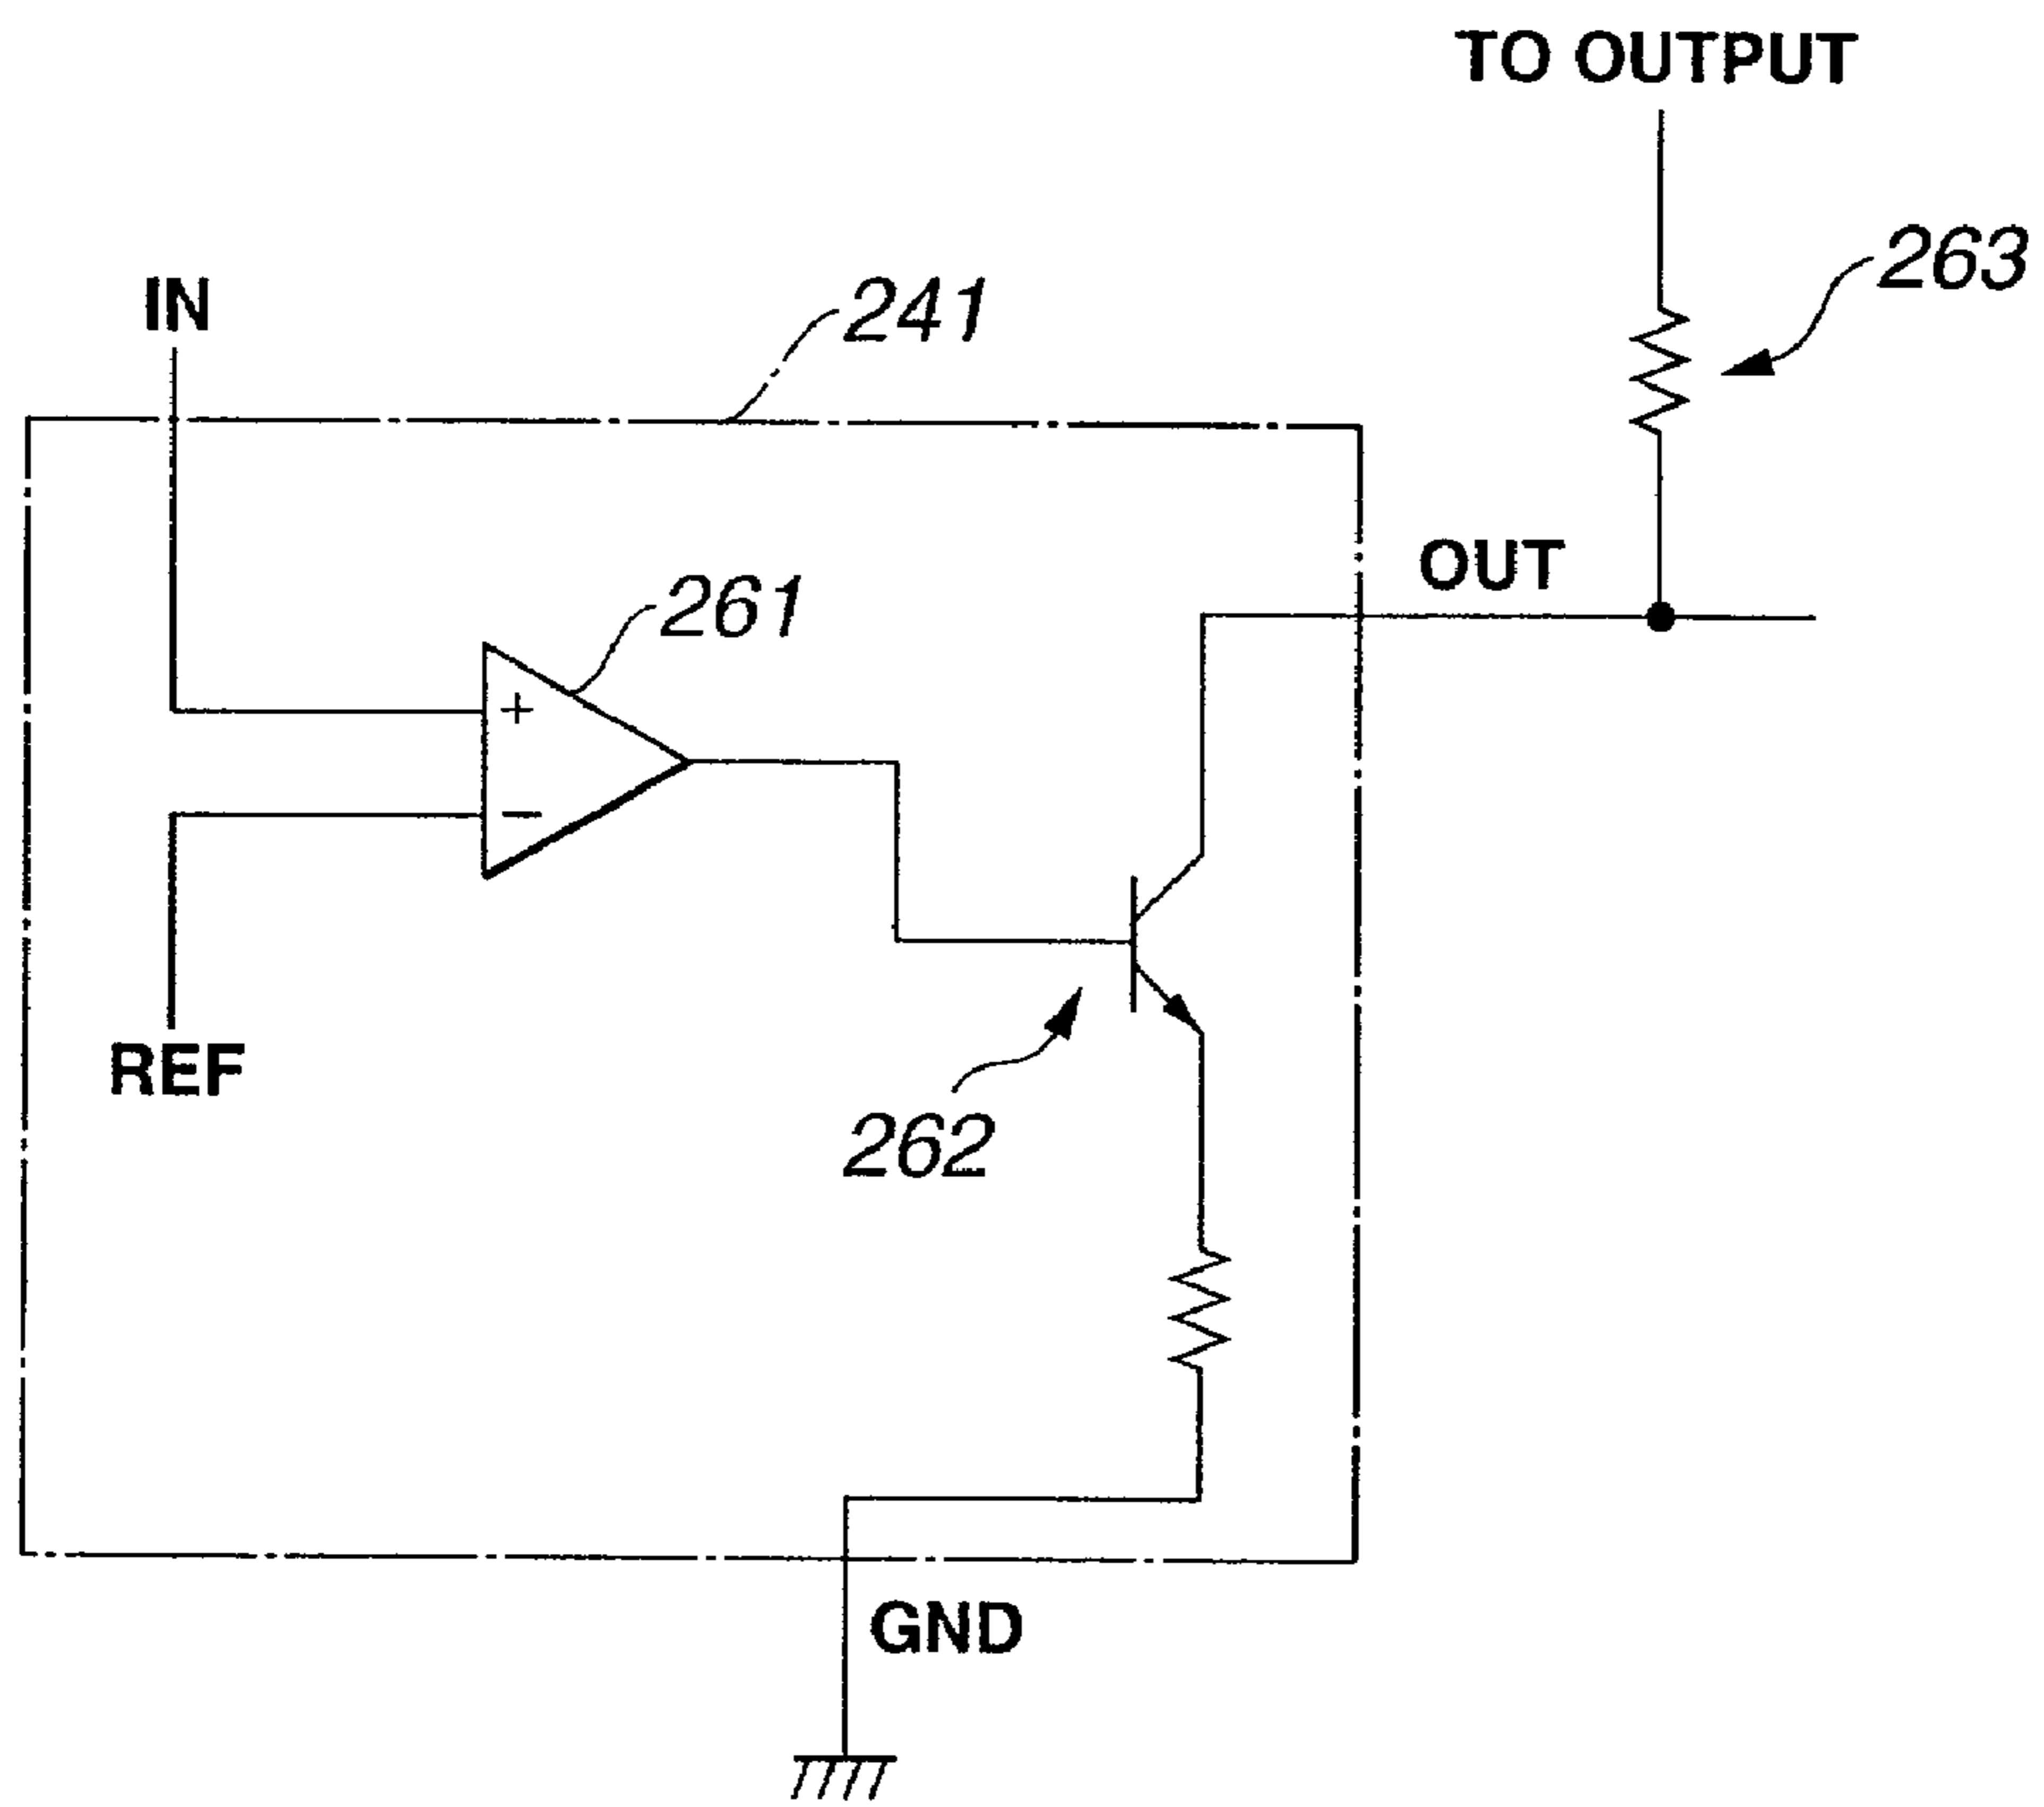 TO OUTPUT
263
IN
241
OUT
261
+
−
REF
262
GND